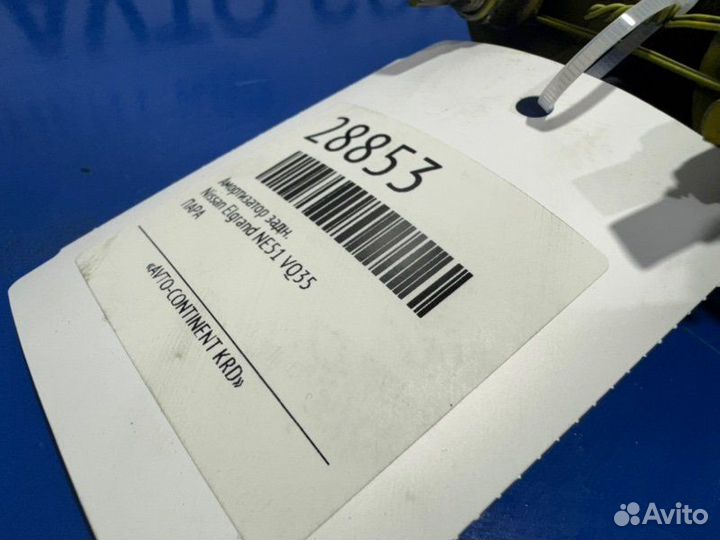 28853
Амортизатор задн.
Nissan Elgrand NE51 VQ35
ПАРА
«AVTO-CONTINENT KRD»
Avito